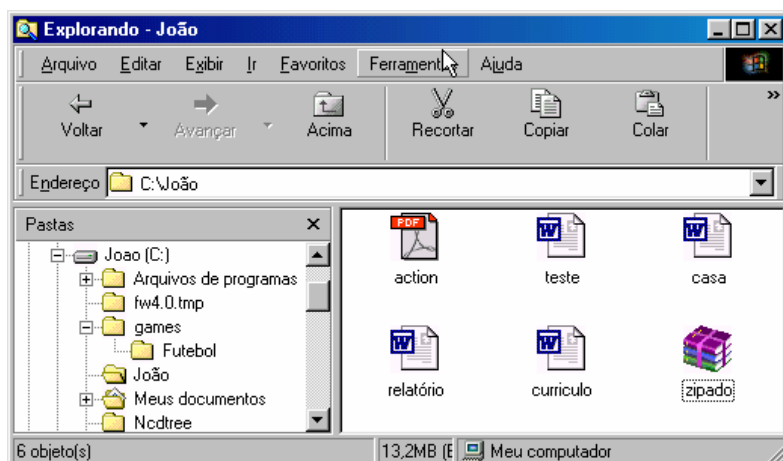 Explorando - João
Arquivo Editar Exibir Ir Favoritos Ferramentas Ajuda
Voltar Avançar Acima Recortar Copiar Colar »
Endereço C:\João
Pastas
Joao (C:)
Arquivos de programas
fw4.0.tmp
games
Futebol
João
Meus documentos
Ncdtree
PDF
action
W
teste
W
casa
W
relatório
W
curriculo
zipado
6 objeto(s) 13,2MB (E Meu computador